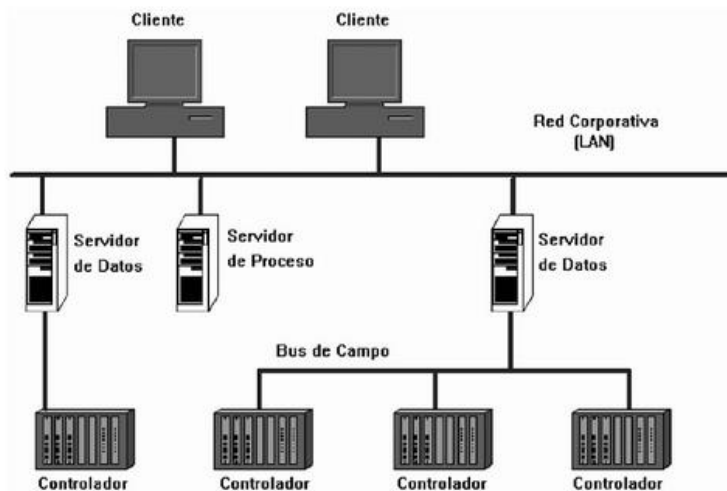 Cliente
Cliente
Red Corporativa
(LAN)
Servidor
de Datos
Servidor
de Proceso
Servidor
de Datos
Bus de Campo
Controlador
Controlador
Controlador
Controlador